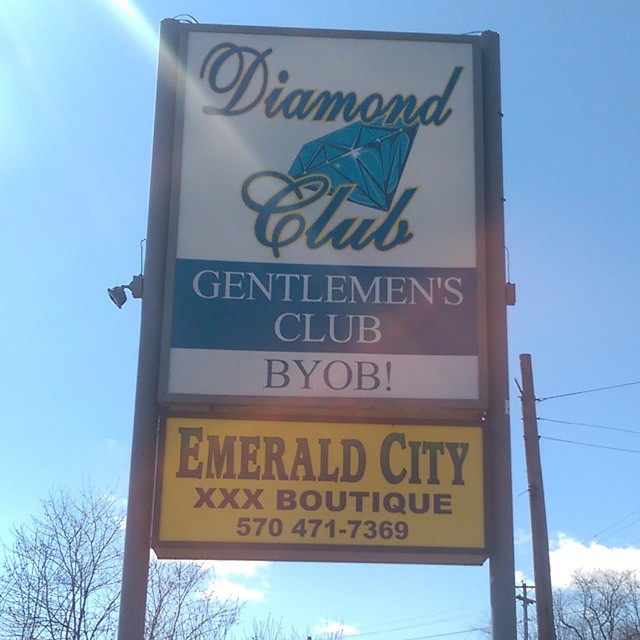 Diamond
Club
GENTLEMEN'S
CLUB
BYOB!
EMERALD CITY
XXX BOUTIQUE
570 471-7369